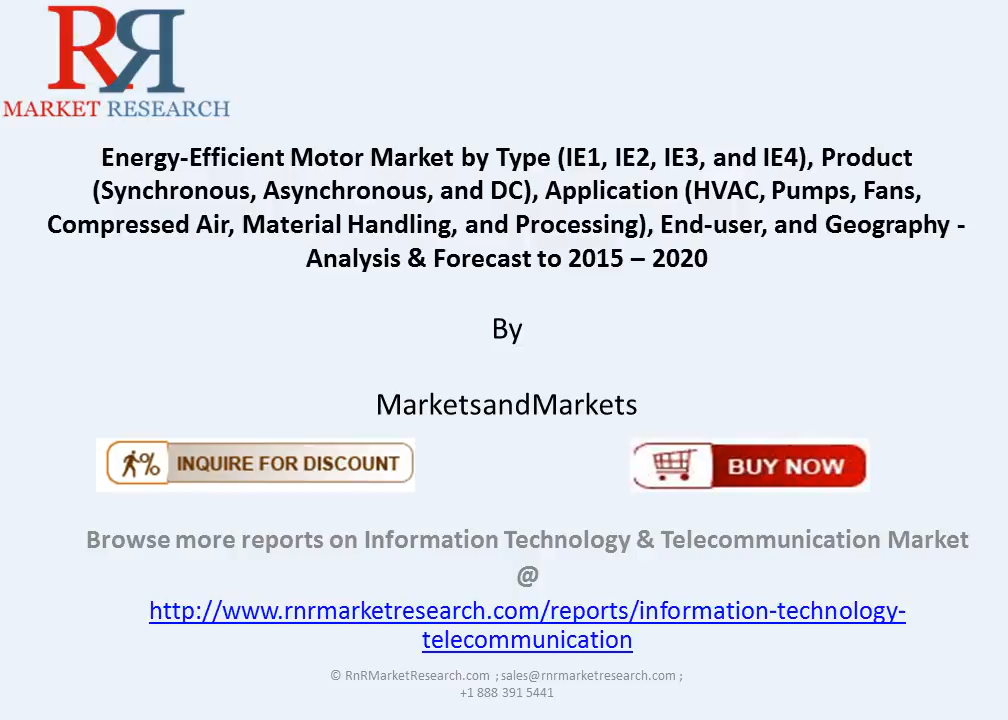 RR
MARKET RESEARCH
Energy-Efficient Motor Market by Type (IE1, IE2, IE3, and IE4), Product
(Synchronous, Asynchronous, and DC), Application (HVAC, Pumps, Fans,
Compressed Air, Material Handling, and Processing), End-user, and Geography -
Analysis & Forecast to 2015 – 2020
By
MarketsandMarkets
INQUIRE FOR DISCOUNT
BUY NOW
Browse more reports on Information Technology & Telecommunication Market
@
http://www.rnrmarketresearch.com/reports/information-technology-
telecommunication
© RnRMarketResearch.com ; sales@rnrmarketresearch.com ;
+1 888 391 5441